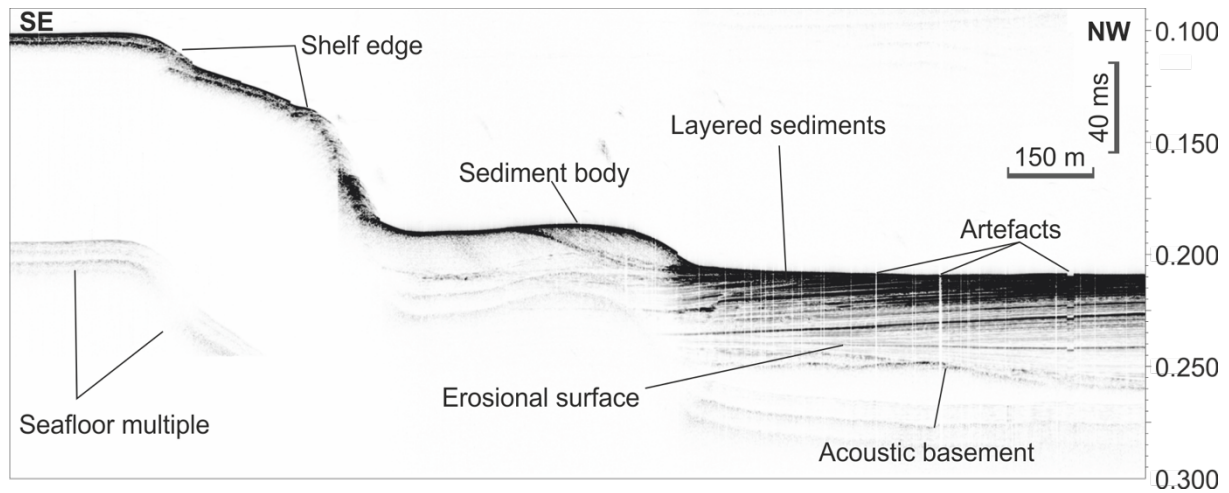 SE
NW
0.100
Shelf edge
40 ms
Layered sediments
0.150
150 m
Sediment body
Artefacts
0.200
Erosional surface
0.250
Seafloor multiple
Acoustic basement
0.300